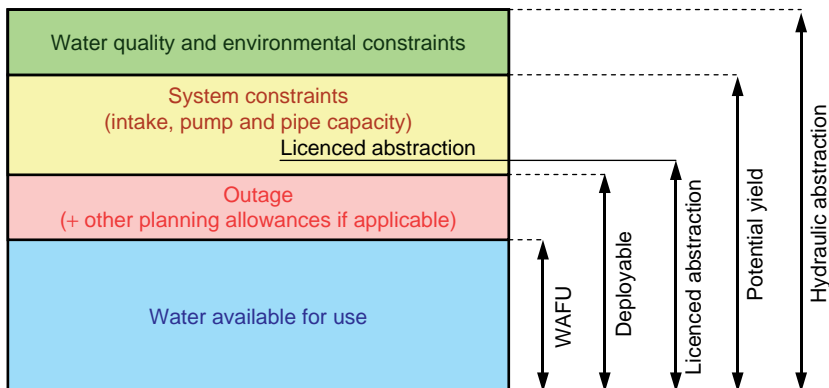 Water quality and environmental constraints
System constraints
(intake, pump and pipe capacity)
Licenced abstraction
Outage
(+ other planning allowances if applicable)
Water available for use
WAFU
Deployable
Licenced abstraction
Potential yield
Hydraulic abstraction